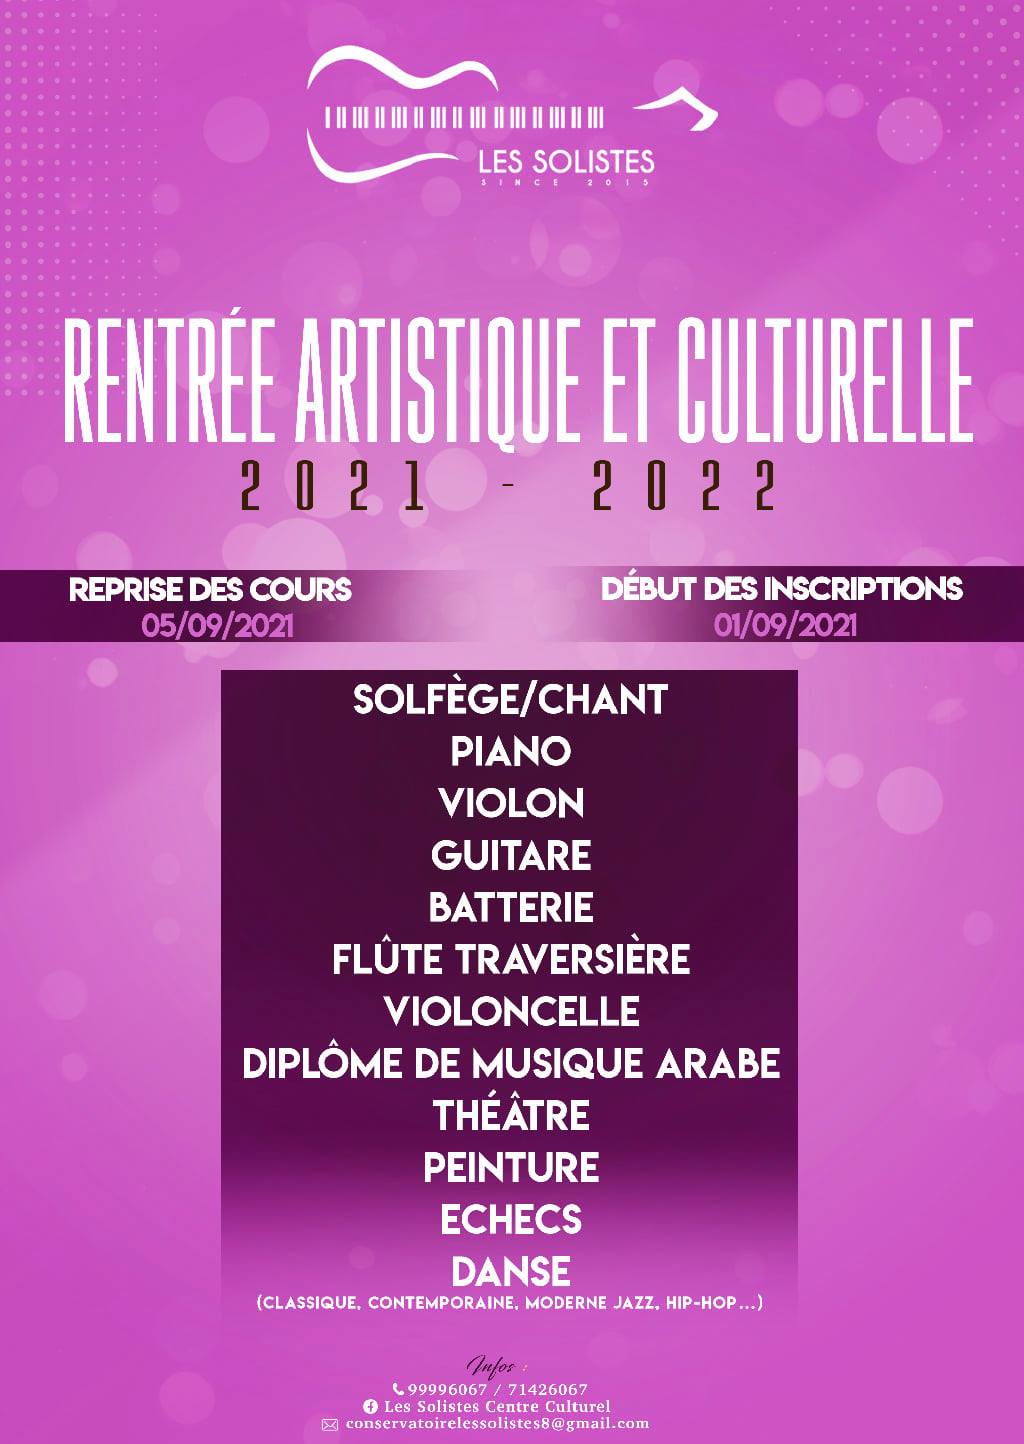 LES SOLISTES
SINCE 2015
RENTRÉE ARTISTIQUE ET CULTURELLE
2021 - 2022
REPRISE DES COURS
05/09/2021
DÉBUT DES INSCRIPTIONS
01/09/2021
SOLFÈGE/CHANT
PIANO
VIOLON
GUITARE
BATTERIE
FLÛTE TRAVERSIÈRE
VIOLONCELLE
DIPLÔME DE MUSIQUE ARABE
THÉÂTRE
PEINTURE
ECHECS
DANSE
(CLASSIQUE, CONTEMPORAINE, MODERNE JAZZ, HIP-HOP...)
Infos :
99996067 / 71426067
Les Solistes Centre Culturel
conservatoirelessolistes8@gmail.com